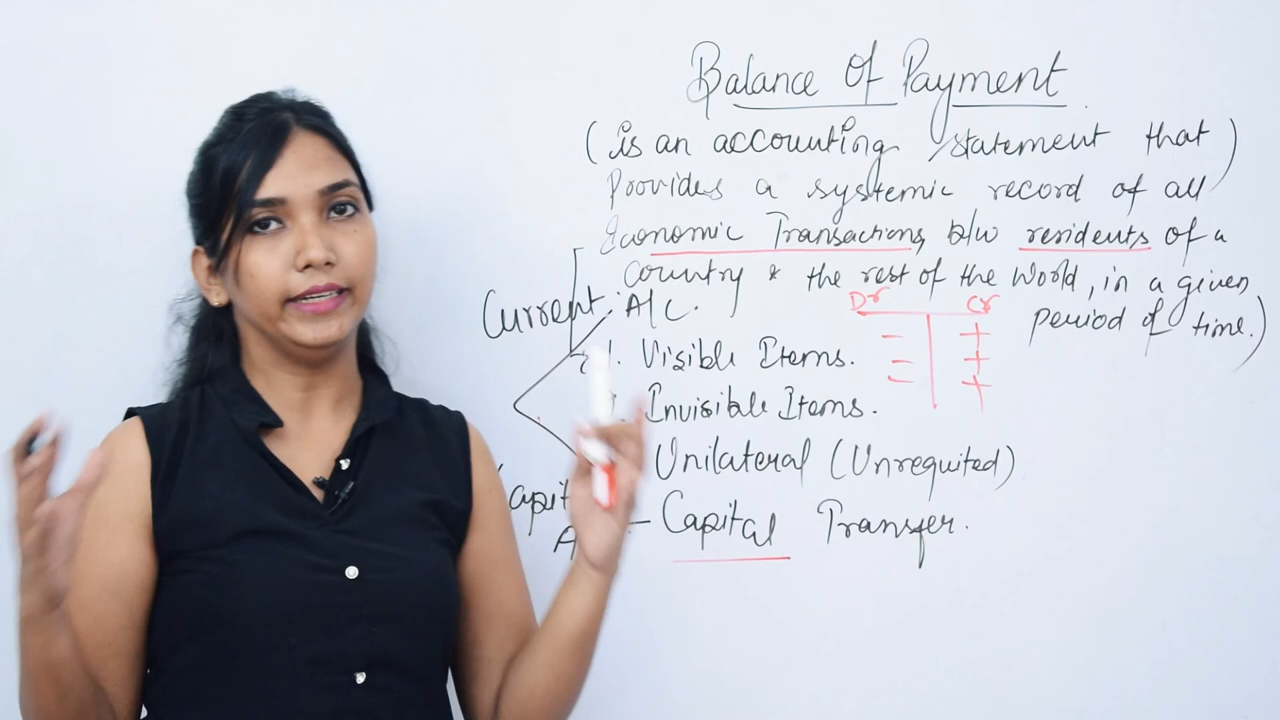 Balance Of Payment
(is an accounting statement that)
Provides a systemic record of all
Economic Transactions b/w residents of a
Country & the rest of the World, in a given
period of time.)
Current A/C.
Dr Cr
1. Visible Items.
Invisible Items.
Unilateral (Unrequited)
Capital Transfer.